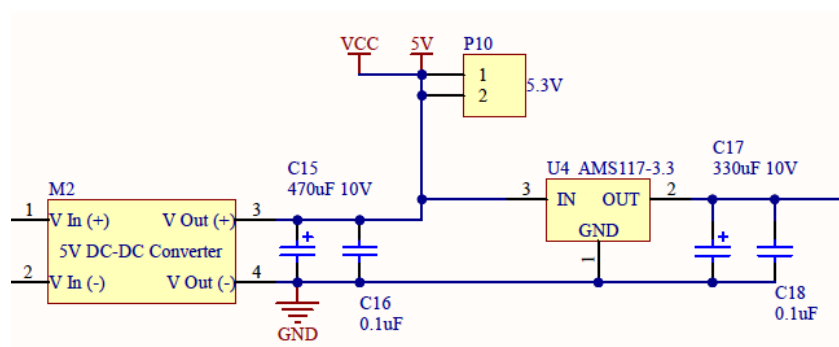 VCC
5V
P10
1
2
5.3V
C15
470uF 10V
M2
1
V In (+)
V Out (+)
3
5V DC-DC Converter
2
V In (-)
V Out (-)
4
GND
C16
0.1uF
U4 AMS117-3.3
3
IN
OUT
2
GND
1
C17
330uF 10V
C18
0.1uF